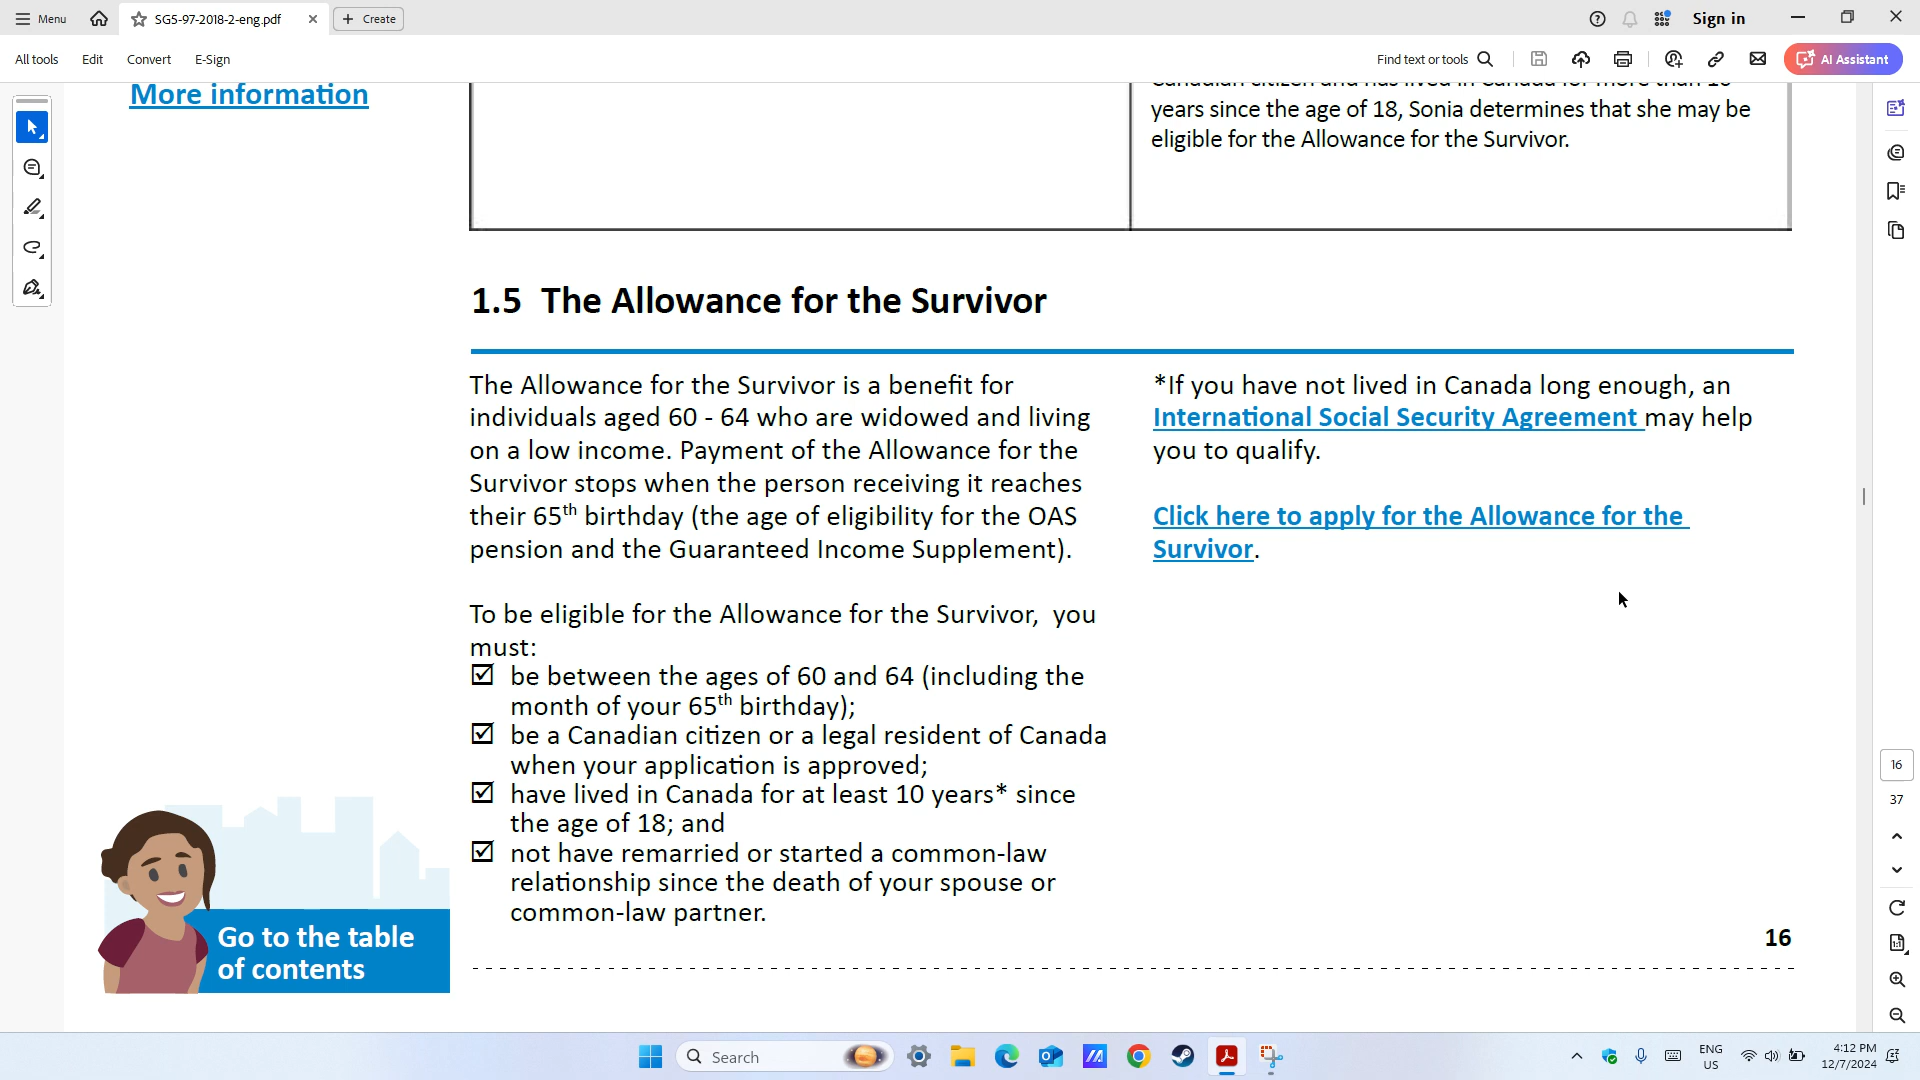 Menu
SG5-97-2018-2-eng.pdf
Create
Sign in
All tools
Edit
Convert
E-Sign
Find text or tools
AI Assistant
More information
years since the age of 18, Sonia determines that she may be
eligible for the Allowance for the Survivor.
1.5 The Allowance for the Survivor
The Allowance for the Survivor is a benefit for
individuals aged 60 - 64 who are widowed and living
on a low income. Payment of the Allowance for the
Survivor stops when the person receiving it reaches
their 65th birthday (the age of eligibility for the OAS
pension and the Guaranteed Income Supplement).
To be eligible for the Allowance for the Survivor, you
must:
be between the ages of 60 and 64 (including the
month of your 65th birthday);
be a Canadian citizen or a legal resident of Canada
when your application is approved;
have lived in Canada for at least 10 years* since
the age of 18; and
not have remarried or started a common-law
relationship since the death of your spouse or
common-law partner.
*If you have not lived in Canada long enough, an
International Social Security Agreement may help
you to qualify.
Click here to apply for the Allowance for the
Survivor.
Go to the table
of contents
16
16
37
Search
ENG
US
4:12 PM
12/7/2024